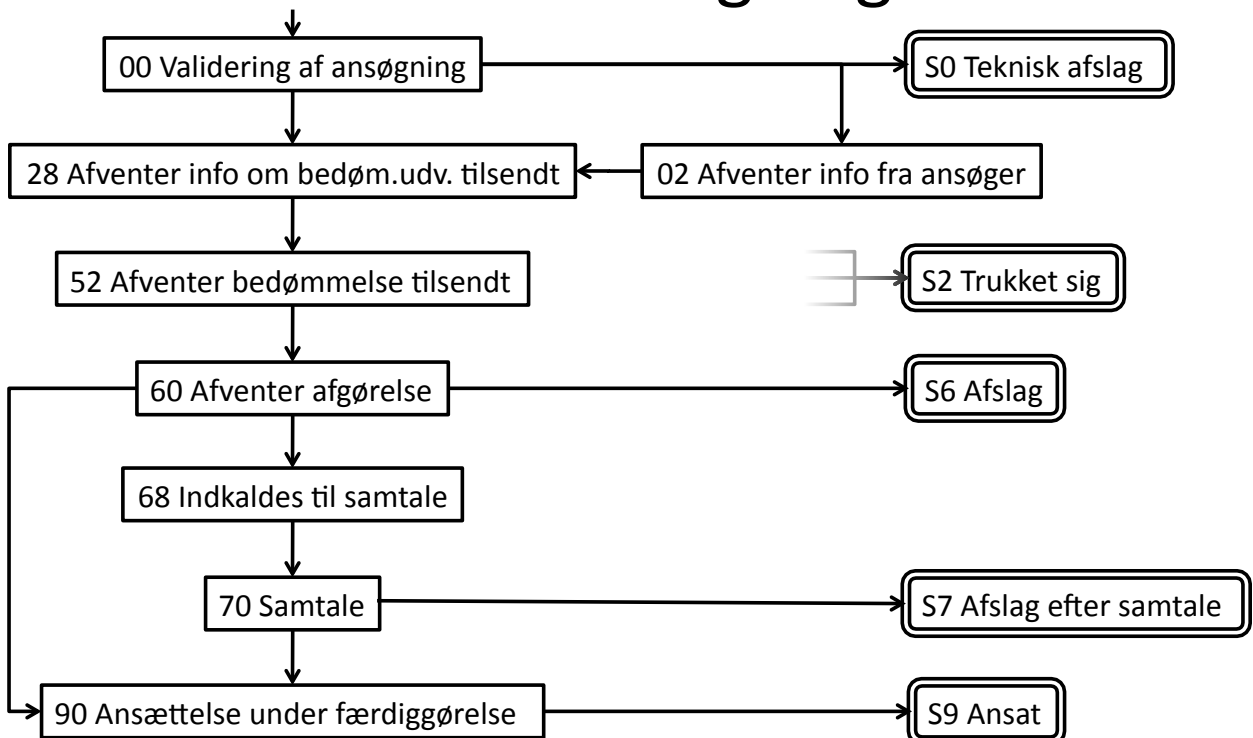 00 Validering af ansøgning
S0 Teknisk afslag
28 Afventer info om bedøm.udv. tilsendt
02 Afventer info fra ansøger
52 Afventer bedømmelse tilsendt
S2 Trukket sig
60 Afventer afgørelse
S6 Afslag
68 Indkaldes til samtale
70 Samtale
S7 Afslag efter samtale
90 Ansættelse under færdiggørelse
S9 Ansat